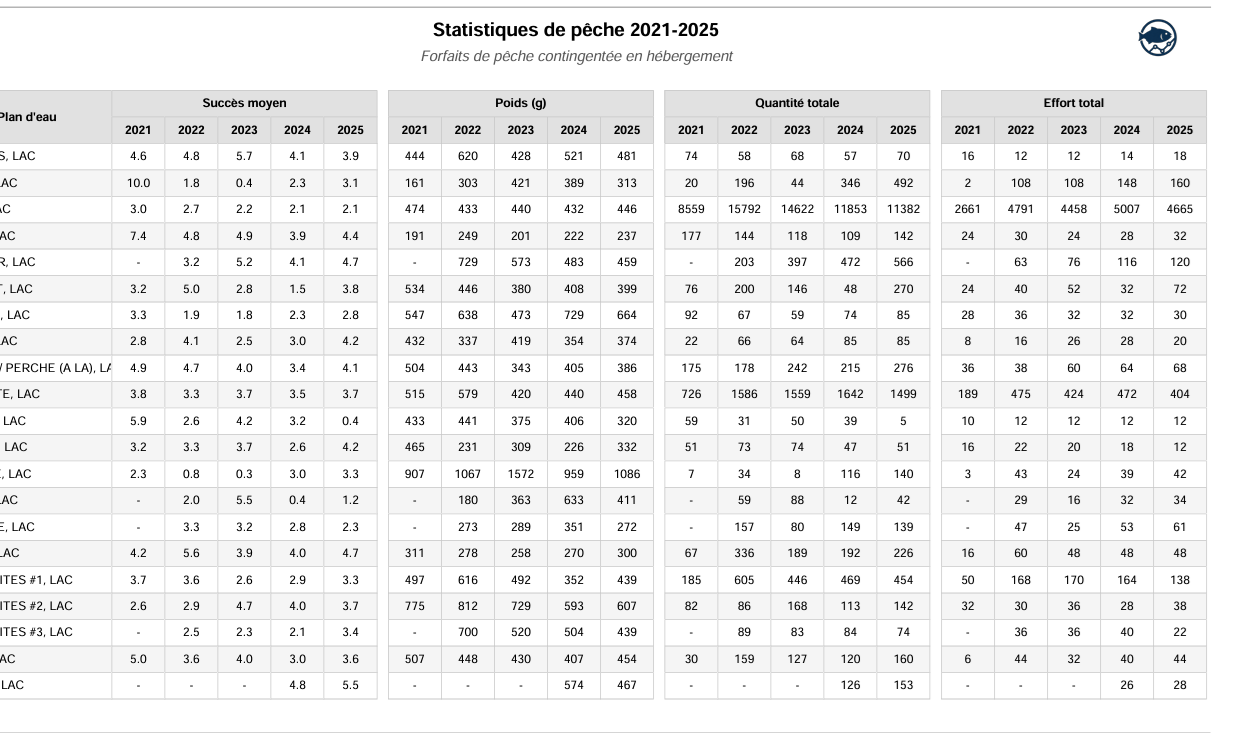 Statistiques de pêche 2021-2025
Forfaits de pêche contingentée en hébergement
Plan d'eau Succès moyen Poids (g) Quantité totale Effort total
2021 2022 2023 2024 2025 2021 2022 2023 2024 2025 2021 2022 2023 2024 2025 2021 2022 2023 2024 2025
S, LAC 4.6 4.8 5.7 4.1 3.9 444 620 428 521 481 74 58 68 57 70 16 12 12 14 18
LAC 10.0 1.8 0.4 2.3 3.1 161 303 421 389 313 20 196 44 346 492 2 108 108 148 160
AC 3.0 2.7 2.2 2.1 2.1 474 433 440 432 446 8559 15792 14622 11853 11382 2661 4791 4458 5007 4665
AC 7.4 4.8 4.9 3.9 4.4 191 249 201 222 237 177 144 118 109 142 24 30 24 28 32
R, LAC - 3.2 5.2 4.1 4.7 - 729 573 483 459 - 203 397 472 566 - 63 76 116 120
T, LAC 3.2 5.0 2.8 1.5 3.8 534 446 380 408 399 76 200 146 48 270 24 40 52 32 72
, LAC 3.3 1.9 1.8 2.3 2.8 547 638 473 729 664 92 67 59 74 85 28 36 32 32 30
AC 2.8 4.1 2.5 3.0 4.2 432 337 419 354 374 22 66 64 85 85 8 16 26 28 20
/ PERCHE (A LA), LA 4.9 4.7 4.0 3.4 4.1 504 443 343 405 386 175 178 242 215 276 36 38 60 64 68
TE, LAC 3.8 3.3 3.7 3.5 3.7 515 579 420 440 458 726 1586 1559 1642 1499 189 475 424 472 404
LAC 5.9 2.6 4.2 3.2 0.4 433 441 375 406 320 59 31 50 39 5 10 12 12 12 12
LAC 3.2 3.3 3.7 2.6 4.2 465 231 309 226 332 51 73 74 47 51 16 22 20 18 12
, LAC 2.3 0.8 0.3 3.0 3.3 907 1067 1572 959 1086 7 34 8 116 140 3 43 24 39 42
AC - 2.0 5.5 0.4 1.2 - 180 363 633 411 - 59 88 12 42 - 29 16 32 34
E, LAC - 3.3 3.2 2.8 2.3 - 273 289 351 272 - 157 80 149 139 - 47 25 53 61
LAC 4.2 5.6 3.9 4.0 4.7 311 278 258 270 300 67 336 189 192 226 16 60 48 48 48
ITES #1, LAC 3.7 3.6 2.6 2.9 3.3 497 616 492 352 439 185 605 446 469 454 50 168 170 164 138
ITES #2, LAC 2.6 2.9 4.7 4.0 3.7 775 812 729 593 607 82 86 168 113 142 32 30 36 28 38
ITES #3, LAC - 2.5 2.3 2.1 3.4 - 700 520 504 439 - 89 83 84 74 - 36 36 40 22
AC 5.0 3.6 4.0 3.0 3.6 507 448 430 407 454 30 159 127 120 160 6 44 32 40 44
LAC - - - 4.8 5.5 - - - 574 467 - - - 126 153 - - - 26 28